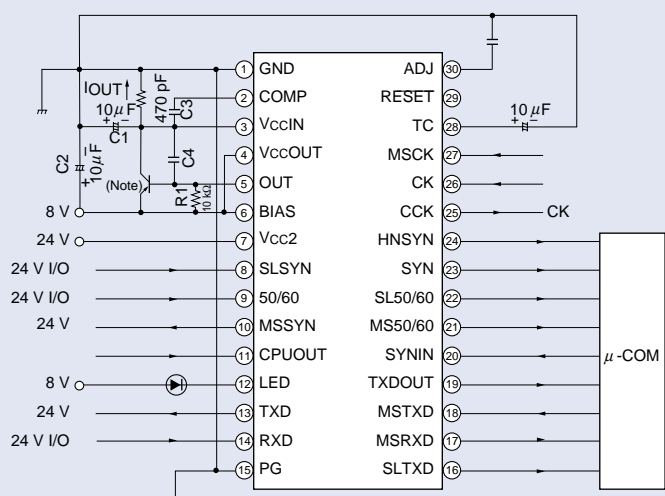 1 GND
ADJ 30
IOUT
10μF
+ −
C1
470 pF
C3
2 COMP
RESET 29
10μF
+ −
3 VCCIN
TC 28
C2
−
10μF
+
C4
4 VCCOUT
MSCK 27
(Note)
R1
10 kΩ
5 OUT
CK 26
8 V
6 BIAS
CCK 25
CK
24 V
7 VCC2
HNSYN 24
24 V I/O
8 SLSYN
SYN 23
24 V I/O
9 50/60
SL50/60 22
24 V
10 MSSYN
MS50/60 21
11 CPUOUT
SYNIN 20
μ-COM
8 V
12 LED
TXDOUT 19
24 V
13 TXD
MSTXD 18
24 V I/O
14 RXD
MSRXD 17
15 PG
SLTXD 16